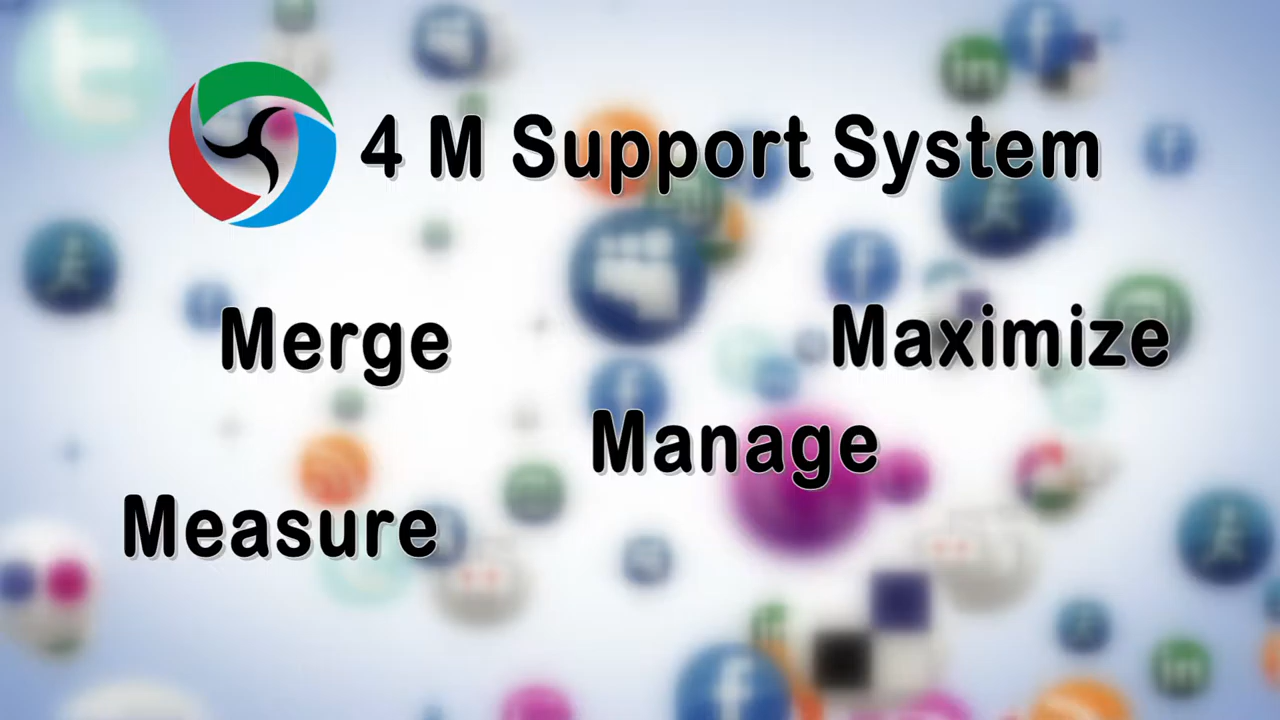 4 M Support System
Merge
Maximize
Manage
Measure